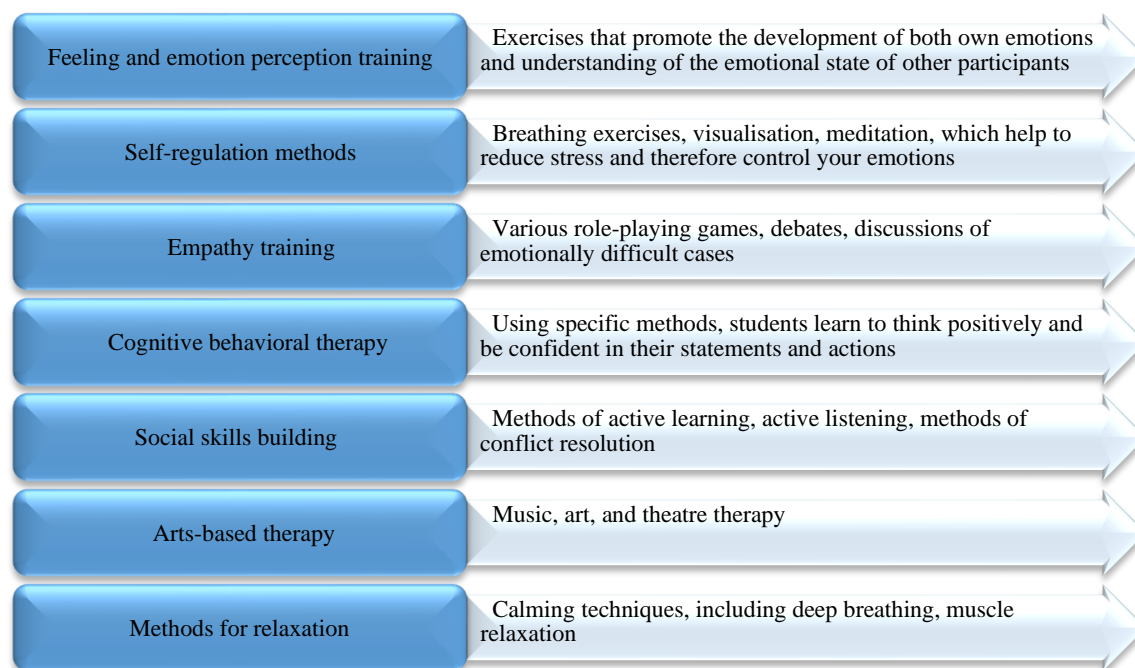 Feeling and emotion perception training
Exercises that promote the development of both own emotions
and understanding of the emotional state of other participants
Self-regulation methods
Breathing exercises, visualisation, meditation, which help to
reduce stress and therefore control your emotions
Empathy training
Various role-playing games, debates, discussions of
emotionally difficult cases
Cognitive behavioral therapy
Using specific methods, students learn to think positively and
be confident in their statements and actions
Social skills building
Methods of active learning, active listening, methods of
conflict resolution
Arts-based therapy
Music, art, and theatre therapy
Methods for relaxation
Calming techniques, including deep breathing, muscle
relaxation